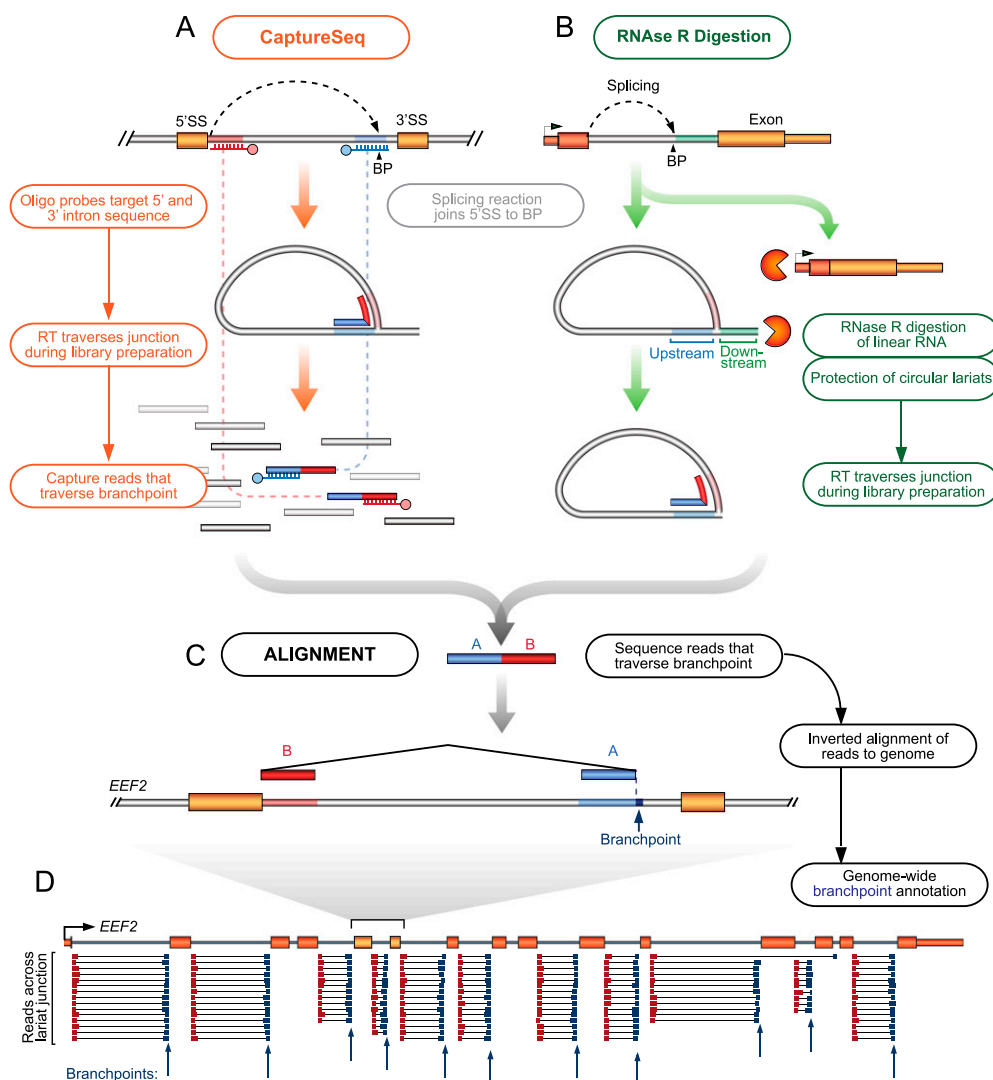 A
CaptureSeq
B
RNAse R Digestion
5'SS
3'SS
BP
Splicing
Exon
BP
Oligo probes target 5' and
3' intron sequence
Splicing reaction
joins 5'SS to BP
RT traverses junction
during library preparation
Upstream
Down-
stream
RNase R digestion
of linear RNA
Protection of circular lariats
Capture reads that
traverse branchpoint
RT traverses junction
during library preparation
C
ALIGNMENT
A
B
Sequence reads that
traverse branchpoint
Inverted alignment of
reads to genome
B
A
EEF2
Branchpoint
Genome-wide
branchpoint annotation
D
EEF2
Reads across
lariat junction
Branchpoints: